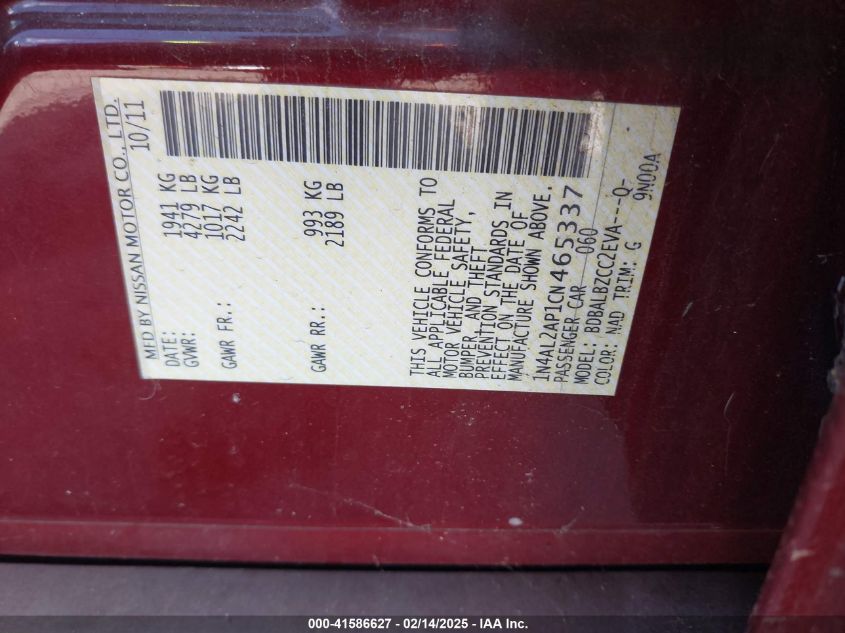 MFD BY NISSAN MOTOR CO., LTD.
DATE: 10/11
GVWR: 1941 KG
4279 LB
GAWR FR.: 1017 KG
2242 LB
GAWR RR.: 993 KG
2189 LB
THIS VEHICLE CONFORMS TO
ALL APPLICABLE FEDERAL
MOTOR VEHICLE SAFETY,
BUMPER, AND THEFT
PREVENTION STANDARDS IN
EFFECT ON THE DATE OF
MANUFACTURE SHOWN ABOVE.
1N4AL2AP1CN465337
PASSENGER CAR 060
MODEL: BDBALBZCC2EVA---Q-
COLOR: NAD TRIM: G 9N00A
000-41586627 - 02/14/2025 - IAA Inc.